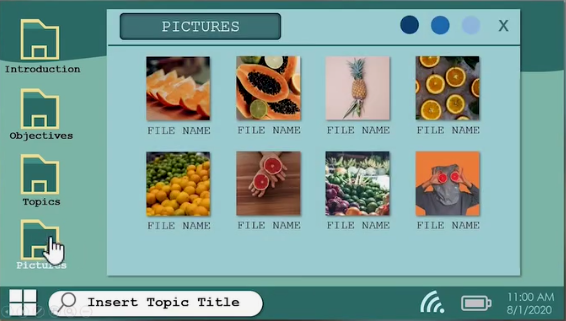 Introduction
Objectives
Topics
Pictures
PICTURES
X
FILE NAME
FILE NAME
FILE NAME
FILE NAME
FILE NAME
FILE NAME
FILE NAME
FILE NAME
Insert Topic Title
11:00 AM
8/1/2020